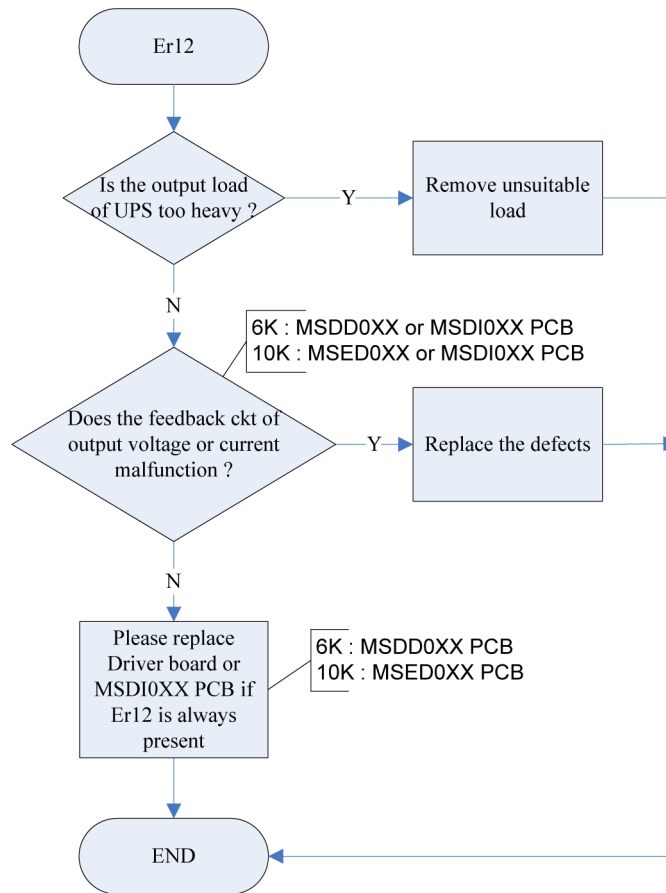 Er12
Is the output load
of UPS too heavy ?
Y
Remove unsuitable
load
N
6K : MSDD0XX or MSDI0XX PCB
10K : MSED0XX or MSDI0XX PCB
Does the feedback ckt of
output voltage or current
malfunction ?
Y
Replace the defects
N
Please replace
Driver board or
MSDI0XX PCB if
Er12 is always
present
6K : MSDD0XX PCB
10K : MSED0XX PCB
END